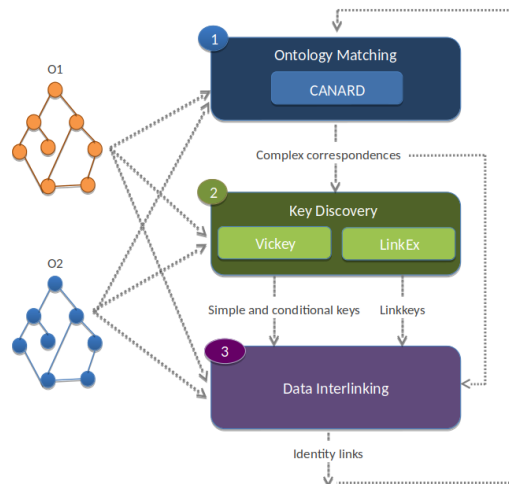 1
Ontology Matching
O1
CANARD
Complex correspondences
2
Key Discovery
Vickey
LinkEx
O2
Simple and conditional keys
Linkkeys
3
Data Interlinking
Identity links